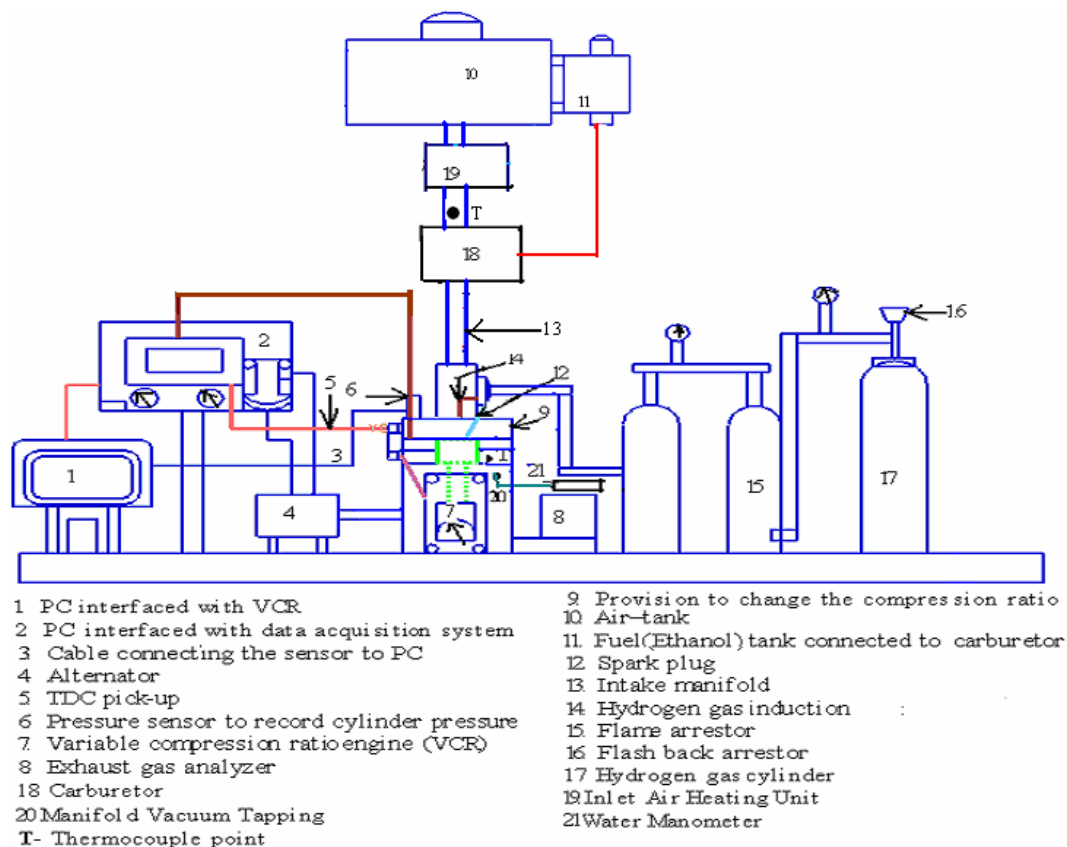 10
11
19
T
18
13
16
14
2
12
5
6
9
1
3
T
21
20
15
17
4
7
8
1 PC interfaced with VCR
2 PC interfaced with data acquisition system
3 Cable connecting the sensor to PC
4 Alternator
5 TDC pick-up
6 Pressure sensor to record cylinder pressure
7. Variable compression ratioengine (VCR)
8 Exhaust gas analyzer
18 Carburetor
20 Manifold Vacuum Tapping
T- Thermocouple point
9. Provision to change the compression ratio
10. Air-tank
11. Fuel(Ethanol) tank connected to carburetor
12. Spark plug
13. Intake manifold
14. Hydrogen gas induction :
15. Flame arrestor
16. Flash back arrestor
17 Hydrogen gas cylinder
19.Inlet Air Heating Unit
21Water Manometer